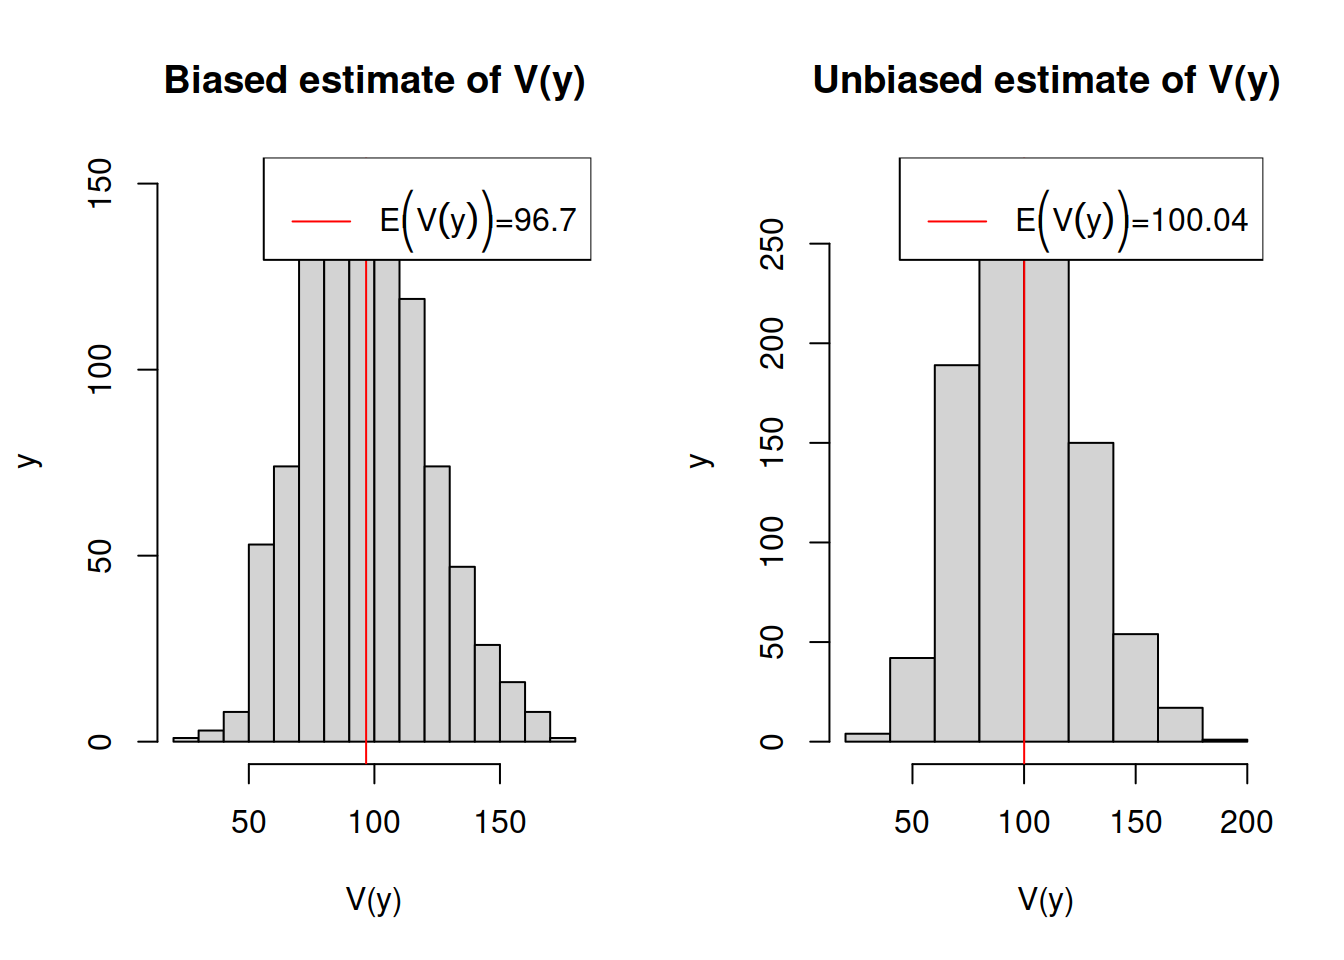 Biased estimate of V(y)
E(V(y))=96.7
150
100
50
0
y
50 100 150
V(y)
Unbiased estimate of V(y)
E(V(y))=100.04
250
200
150
100
50
0
y
50 100 150 200
V(y)